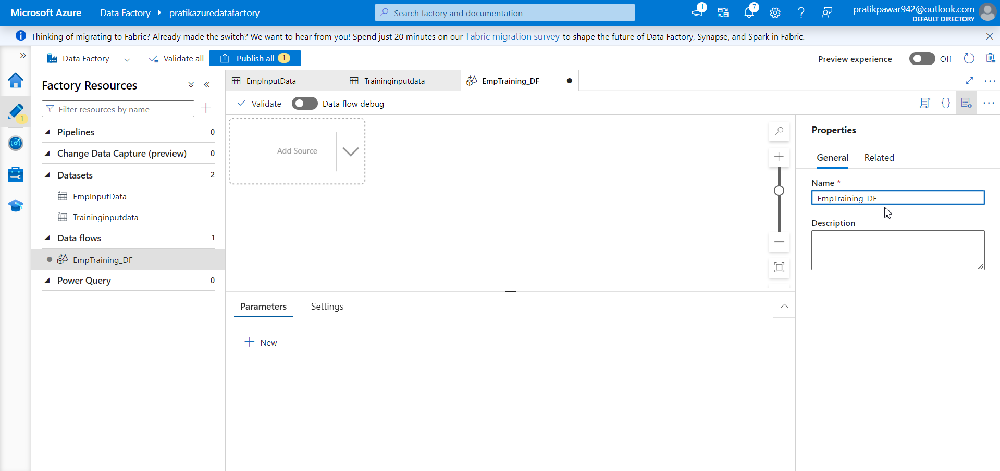 Microsoft Azure
Data Factory
pratikazuredatafactory
Search factory and documentation
1
7
?
pratikpawar942@outlook.com
DEFAULT DIRECTORY
Thinking of migrating to Fabric? Already made the switch? We want to hear from you! Spend just 20 minutes on our Fabric migration survey to shape the future of Data Factory, Synapse, and Spark in Fabric.
Data Factory
Validate all
Publish all 1
Preview experience
Off
1
Factory Resources
Filter resources by name
Pipelines 0
Change Data Capture (preview) 0
Datasets 2
EmpInputData
Traininginputdata
Data flows 1
EmpTraining_DF
Power Query 0
EmpInputData
Traininginputdata
EmpTraining_DF
Validate
Data flow debug
{}
Add Source
Parameters
Settings
New
Properties
General
Related
Name *
EmpTraining_DF
Description